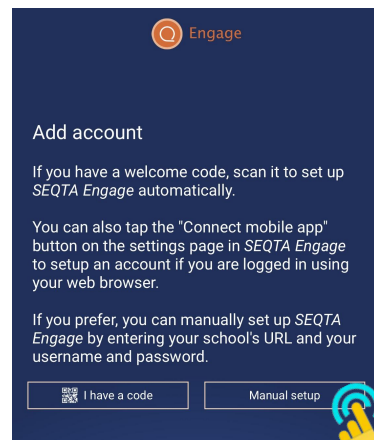 Engage
Add account
If you have a welcome code, scan it to set up
SEQTA Engage automatically.
You can also tap the "Connect mobile app"
button on the settings page in SEQTA Engage
to setup an account if you are logged in using
your web browser.
If you prefer, you can manually set up SEQTA
Engage by entering your school's URL and your
username and password.
I have a code
Manual setup